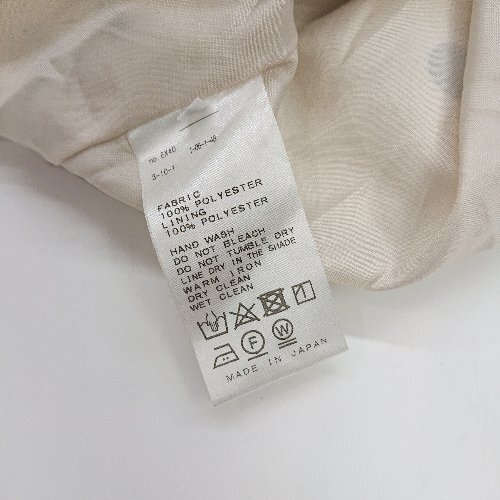 FABRIC
100% POLYESTER
LINING
100% POLYESTER
HAND WASH
DO NOT BLEACH
DO NOT TUMBLE DRY
LINE DRY IN THE SHADE
WARM IRON
DRY CLEAN
WET CLEAN
F W
MADE IN JAPAN